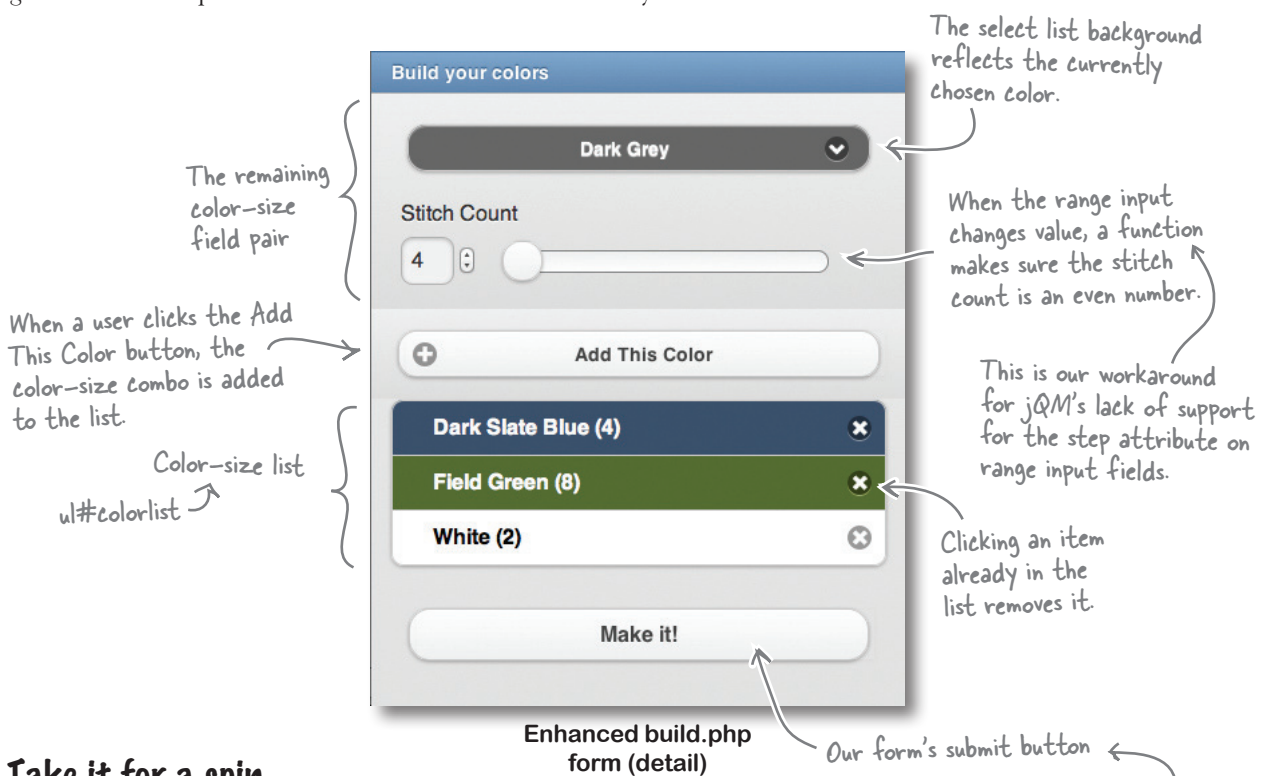 The select list background
reflects the currently
chosen color.
Build your colors
Dark Grey
The remaining
color-size
field pair
Stitch Count
4
When the range input
changes value, a function
makes sure the stitch
count is an even number.
When a user clicks the Add
This Color button, the
color-size combo is added
to the list.
Add This Color
This is our workaround
for jQM's lack of support
for the step attribute on
range input fields.
Color-size list
ul#colorlist
Dark Slate Blue (4)
Field Green (8)
White (2)
Clicking an item
already in the
list removes it.
Make it!
Enhanced build.php
form (detail)
Our form's submit button
Take it for a spin